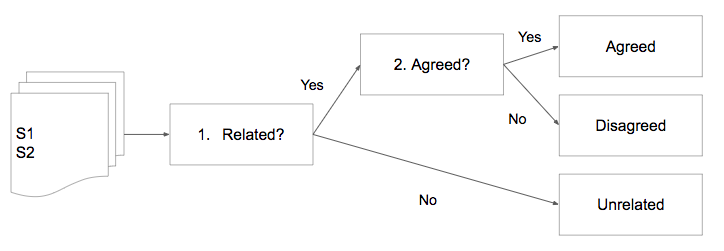 S1
S2
1. Related?
Yes
No
2. Agreed?
Yes
No
Agreed
Disagreed
Unrelated